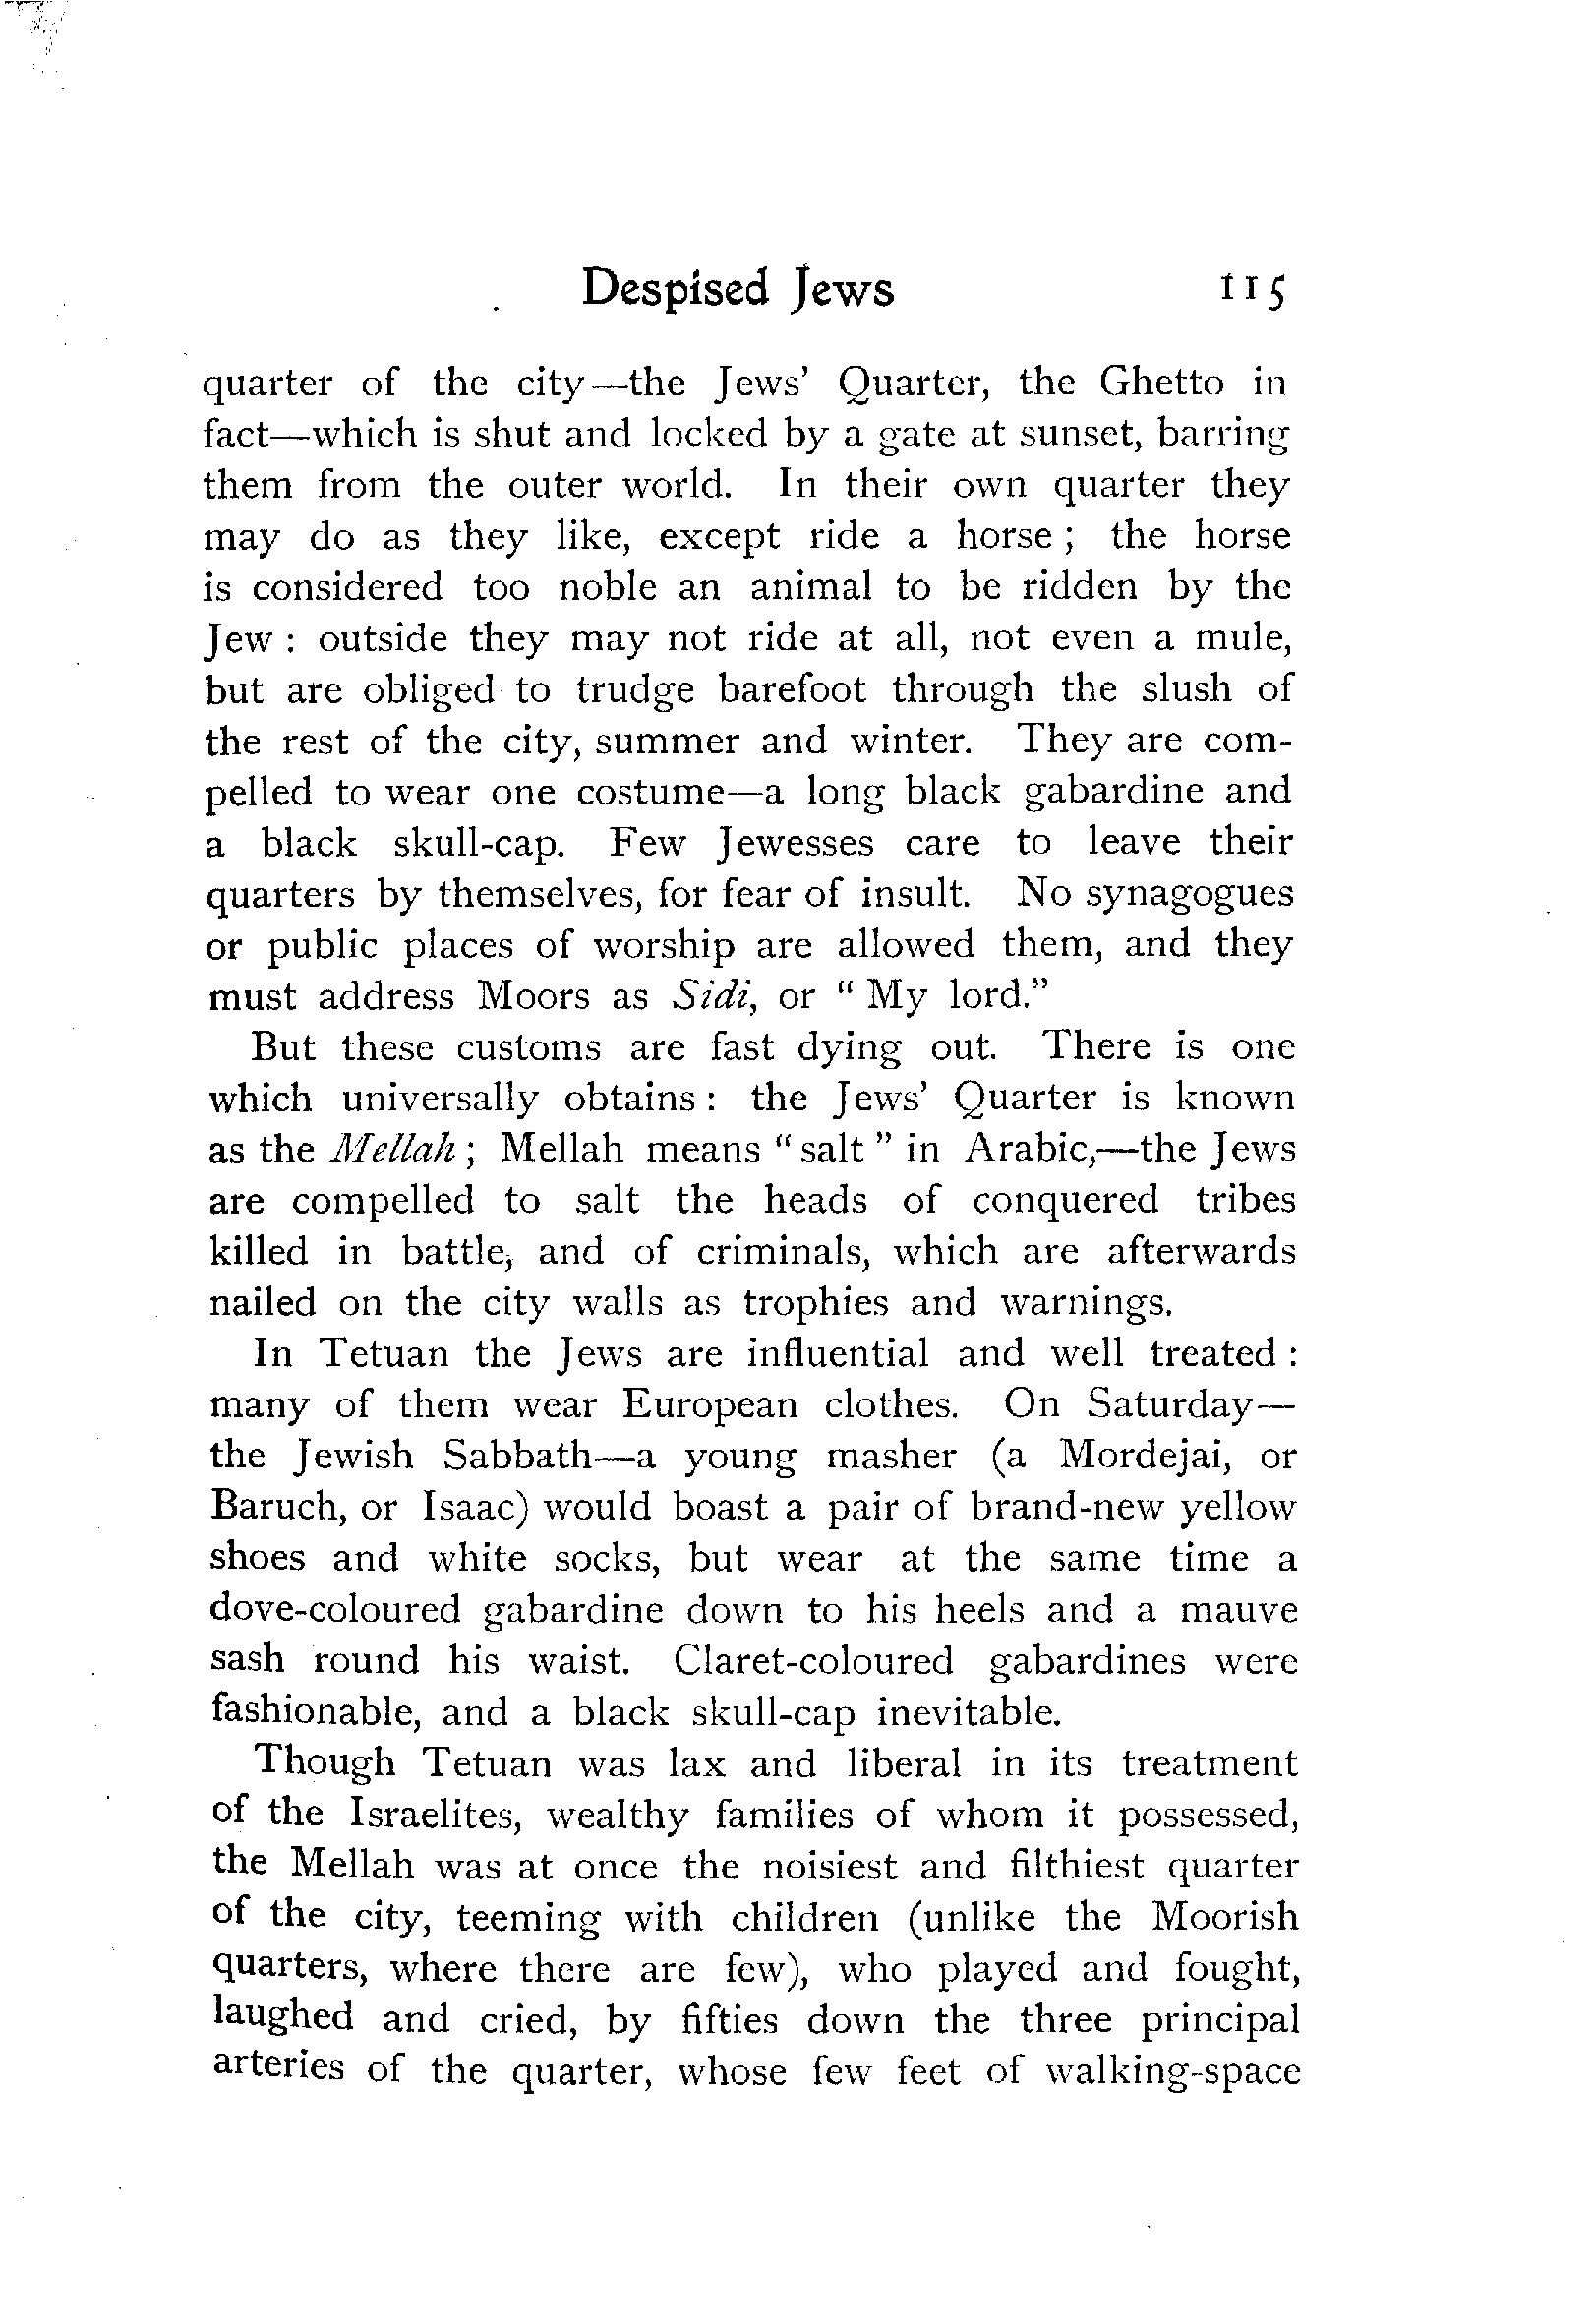 Despised Jews 115
quarter of the city—the Jews' Quarter, the Ghetto in
fact—which is shut and locked by a gate at sunset, barring
them from the outer world. In their own quarter they
may do as they like, except ride a horse ; the horse
is considered too noble an animal to be ridden by the
Jew : outside they may not ride at all, not even a mule,
but are obliged to trudge barefoot through the slush of
the rest of the city, summer and winter. They are com-
pelled to wear one costume—a long black gabardine and
a black skull-cap. Few Jewesses care to leave their
quarters by themselves, for fear of insult. No synagogues
or public places of worship are allowed them, and they
must address Moors as Sidi, or “ My lord.”
But these customs are fast dying out. There is one
which universally obtains : the Jews' Quarter is known
as the Mellah ; Mellah means “ salt ” in Arabic,—the Jews
are compelled to salt the heads of conquered tribes
killed in battle, and of criminals, which are afterwards
nailed on the city walls as trophies and warnings.
In Tetuan the Jews are influential and well treated :
many of them wear European clothes. On Saturday—
the Jewish Sabbath—a young masher (a Mordejai, or
Baruch, or Isaac) would boast a pair of brand-new yellow
shoes and white socks, but wear at the same time a
dove-coloured gabardine down to his heels and a mauve
sash round his waist. Claret-coloured gabardines were
fashionable, and a black skull-cap inevitable.
Though Tetuan was lax and liberal in its treatment
of the Israelites, wealthy families of whom it possessed,
the Mellah was at once the noisiest and filthiest quarter
of the city, teeming with children (unlike the Moorish
quarters, where there are few), who played and fought,
laughed and cried, by fifties down the three principal
arteries of the quarter, whose few feet of walking-space